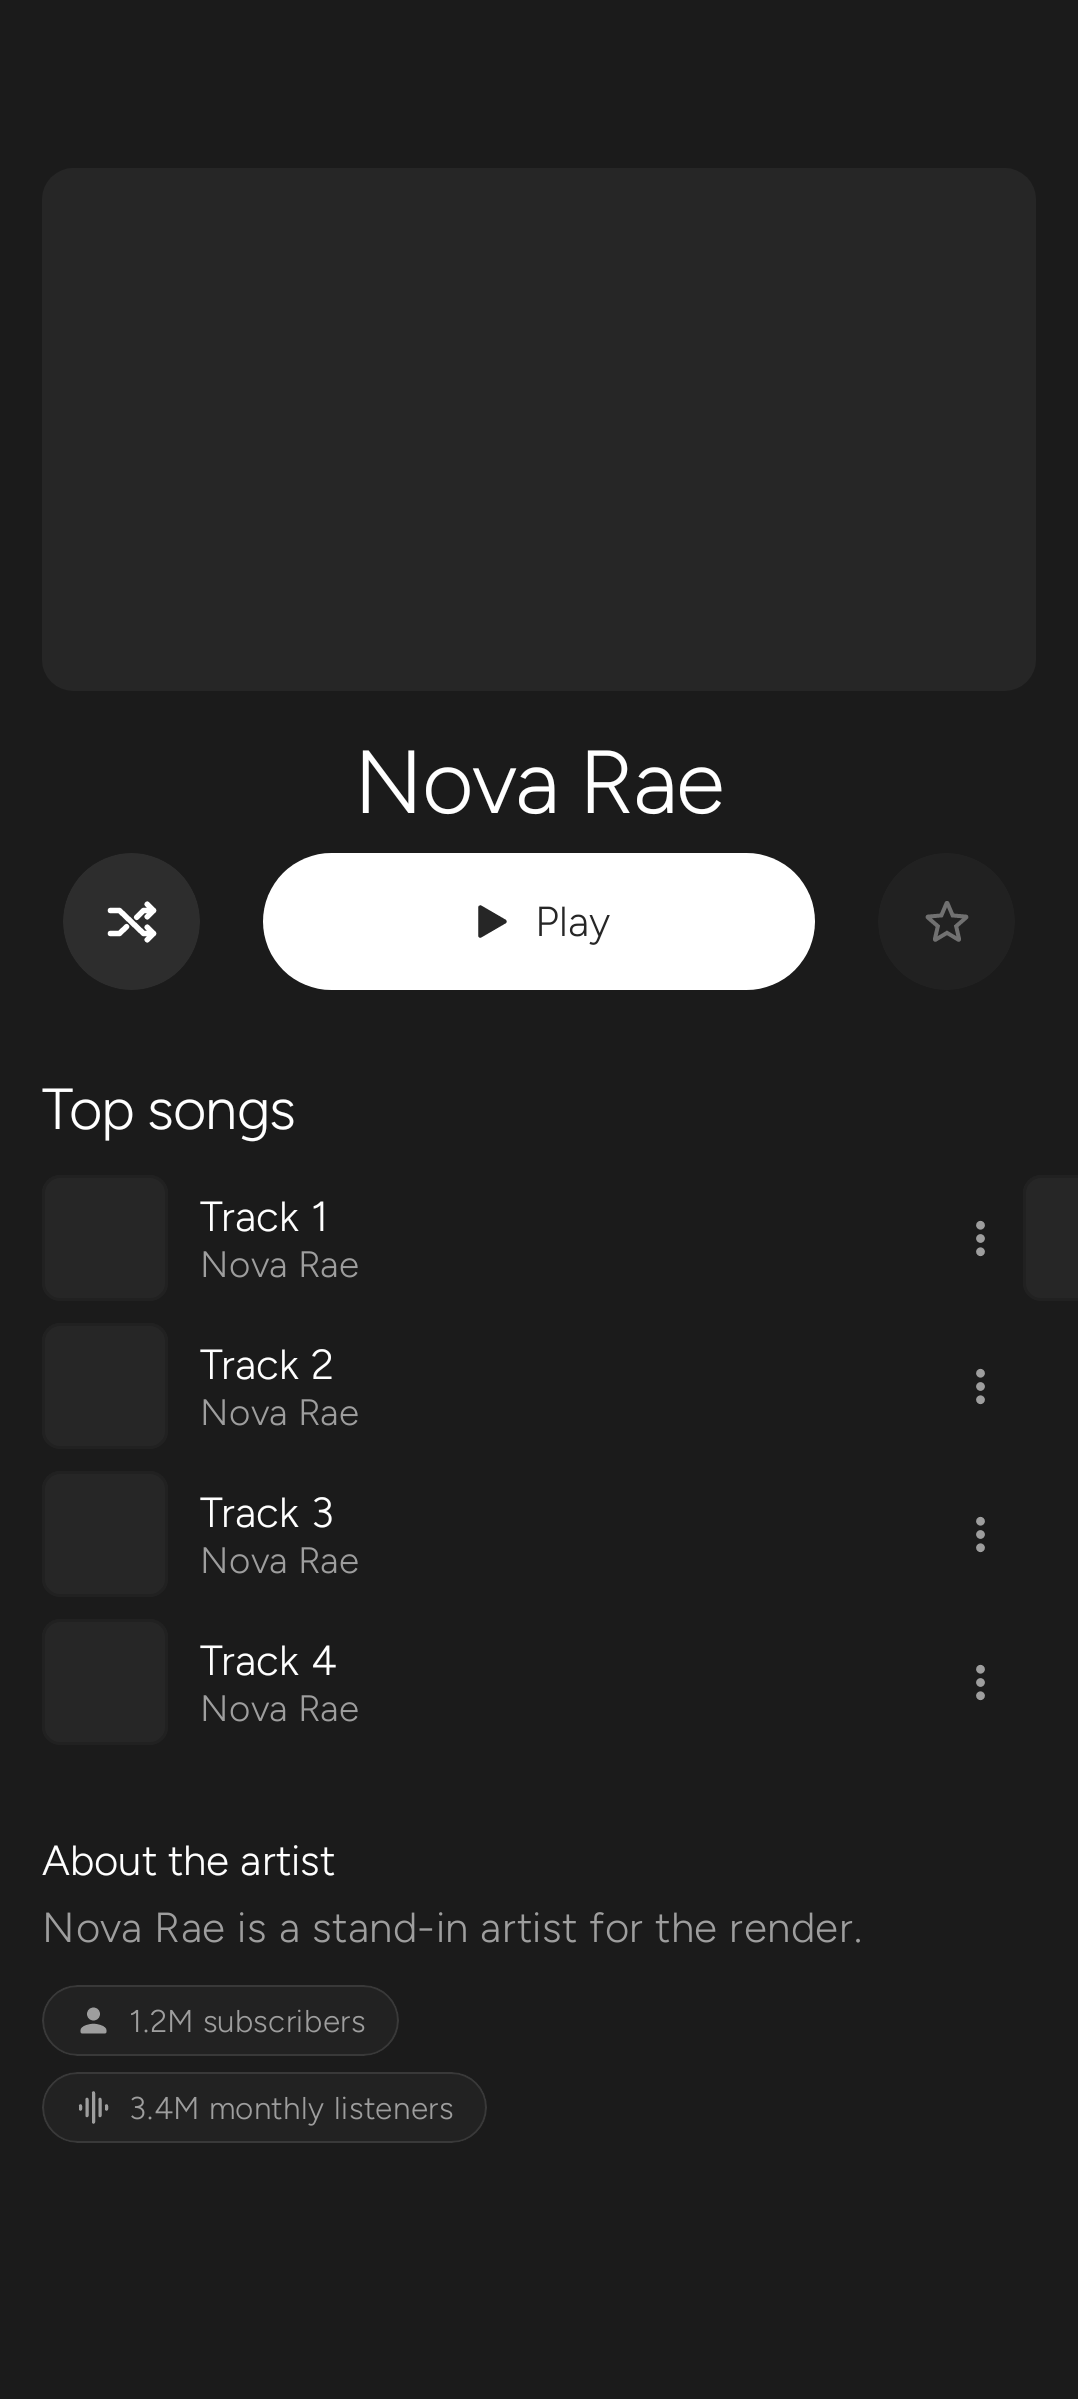 Nova Rae
Play
Top songs
Track 1
Nova Rae
Track 2
Nova Rae
Track 3
Nova Rae
Track 4
Nova Rae
About the artist
Nova Rae is a stand-in artist for the render.
1.2M subscribers
3.4M monthly listeners